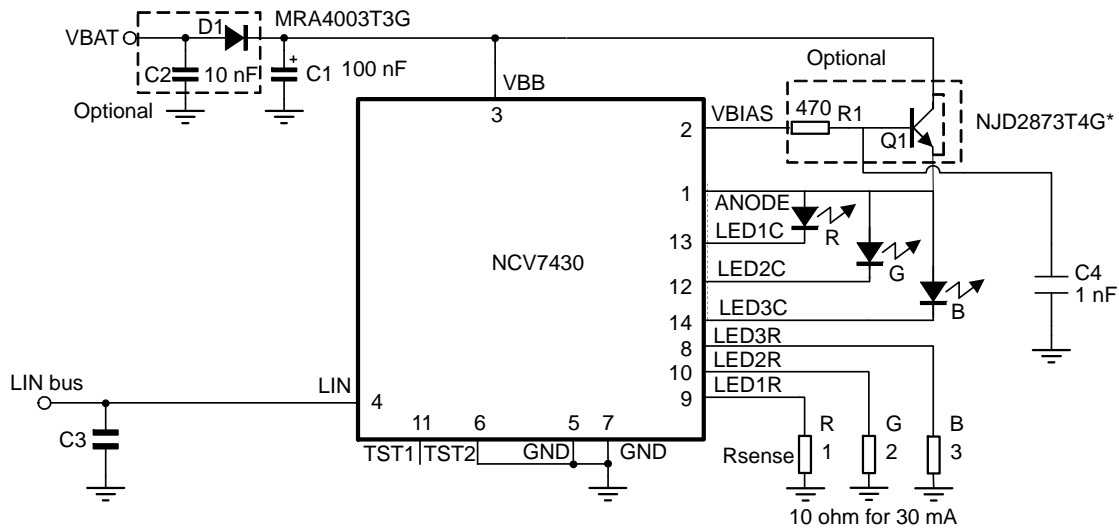 VBAT
D1
MRA4003T3G
C2
10 nF
C1
+
100 nF
Optional
Optional
VBB
3
VBIAS
2
470
R1
Q1
NJD2873T4G*
1
ANODE
R
LED1C
13
NCV7430
LED2C
12
G
C4
1 nF
LED3C
14
B
LED3R
8
LED2R
10
LED1R
9
LIN bus
LIN
4
C3
11
6
5
7
TST1
TST2
GND
GND
Rsense
R
1
G
2
B
3
10 ohm for 30 mA